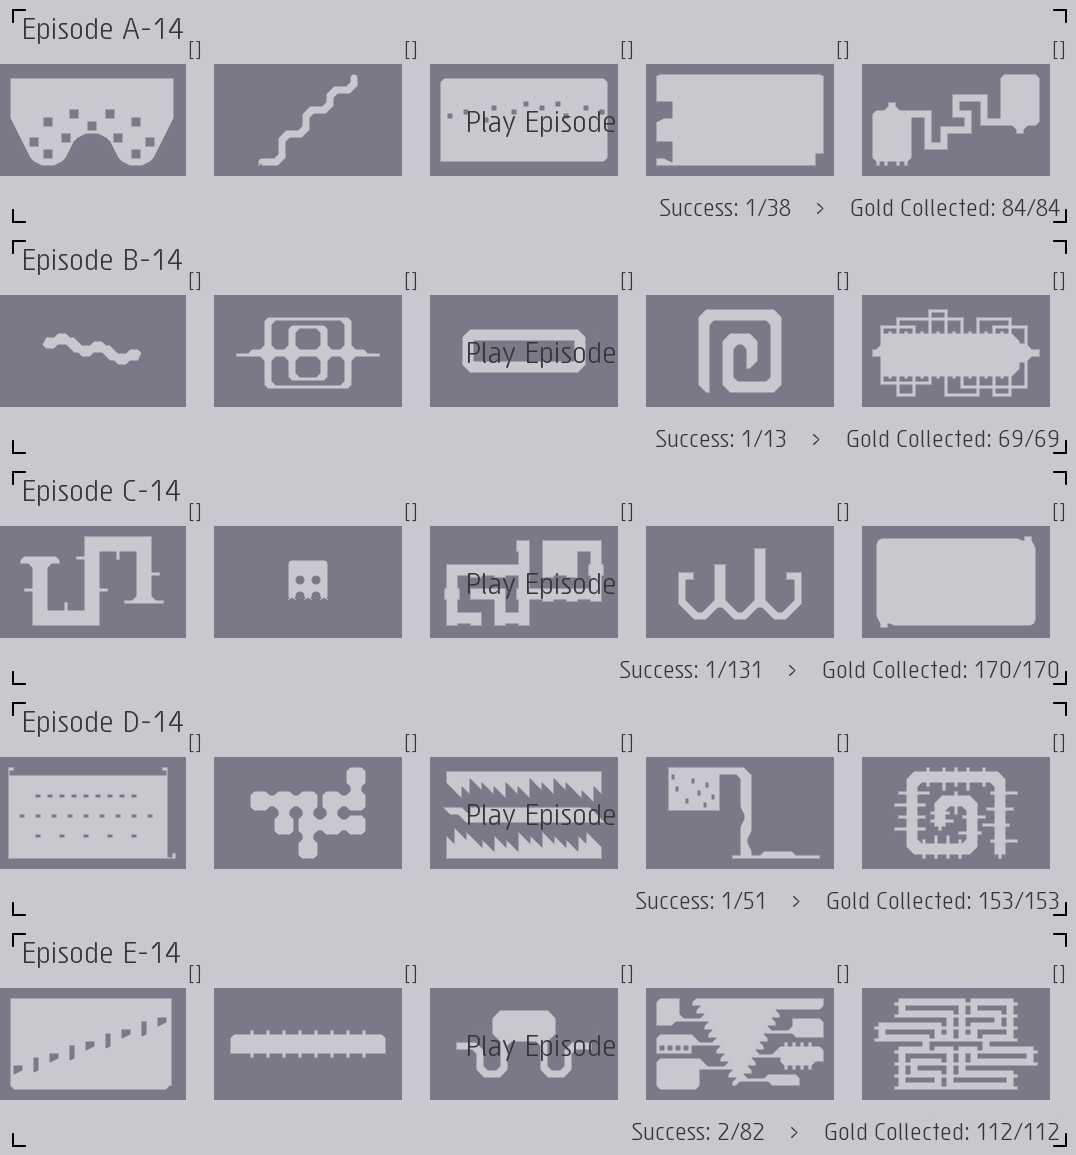 Episode A-14
[] [] [] [] []
Play Episode
Success: 1/38 > Gold Collected: 84/84
Episode B-14
[] [] [] [] []
Play Episode
Success: 1/13 > Gold Collected: 69/69
Episode C-14
[] [] [] [] []
Play Episode
Success: 1/131 > Gold Collected: 170/170
Episode D-14
[] [] [] [] []
Play Episode
Success: 1/51 > Gold Collected: 153/153
Episode E-14
[] [] [] [] []
Play Episode
Success: 2/82 > Gold Collected: 112/112